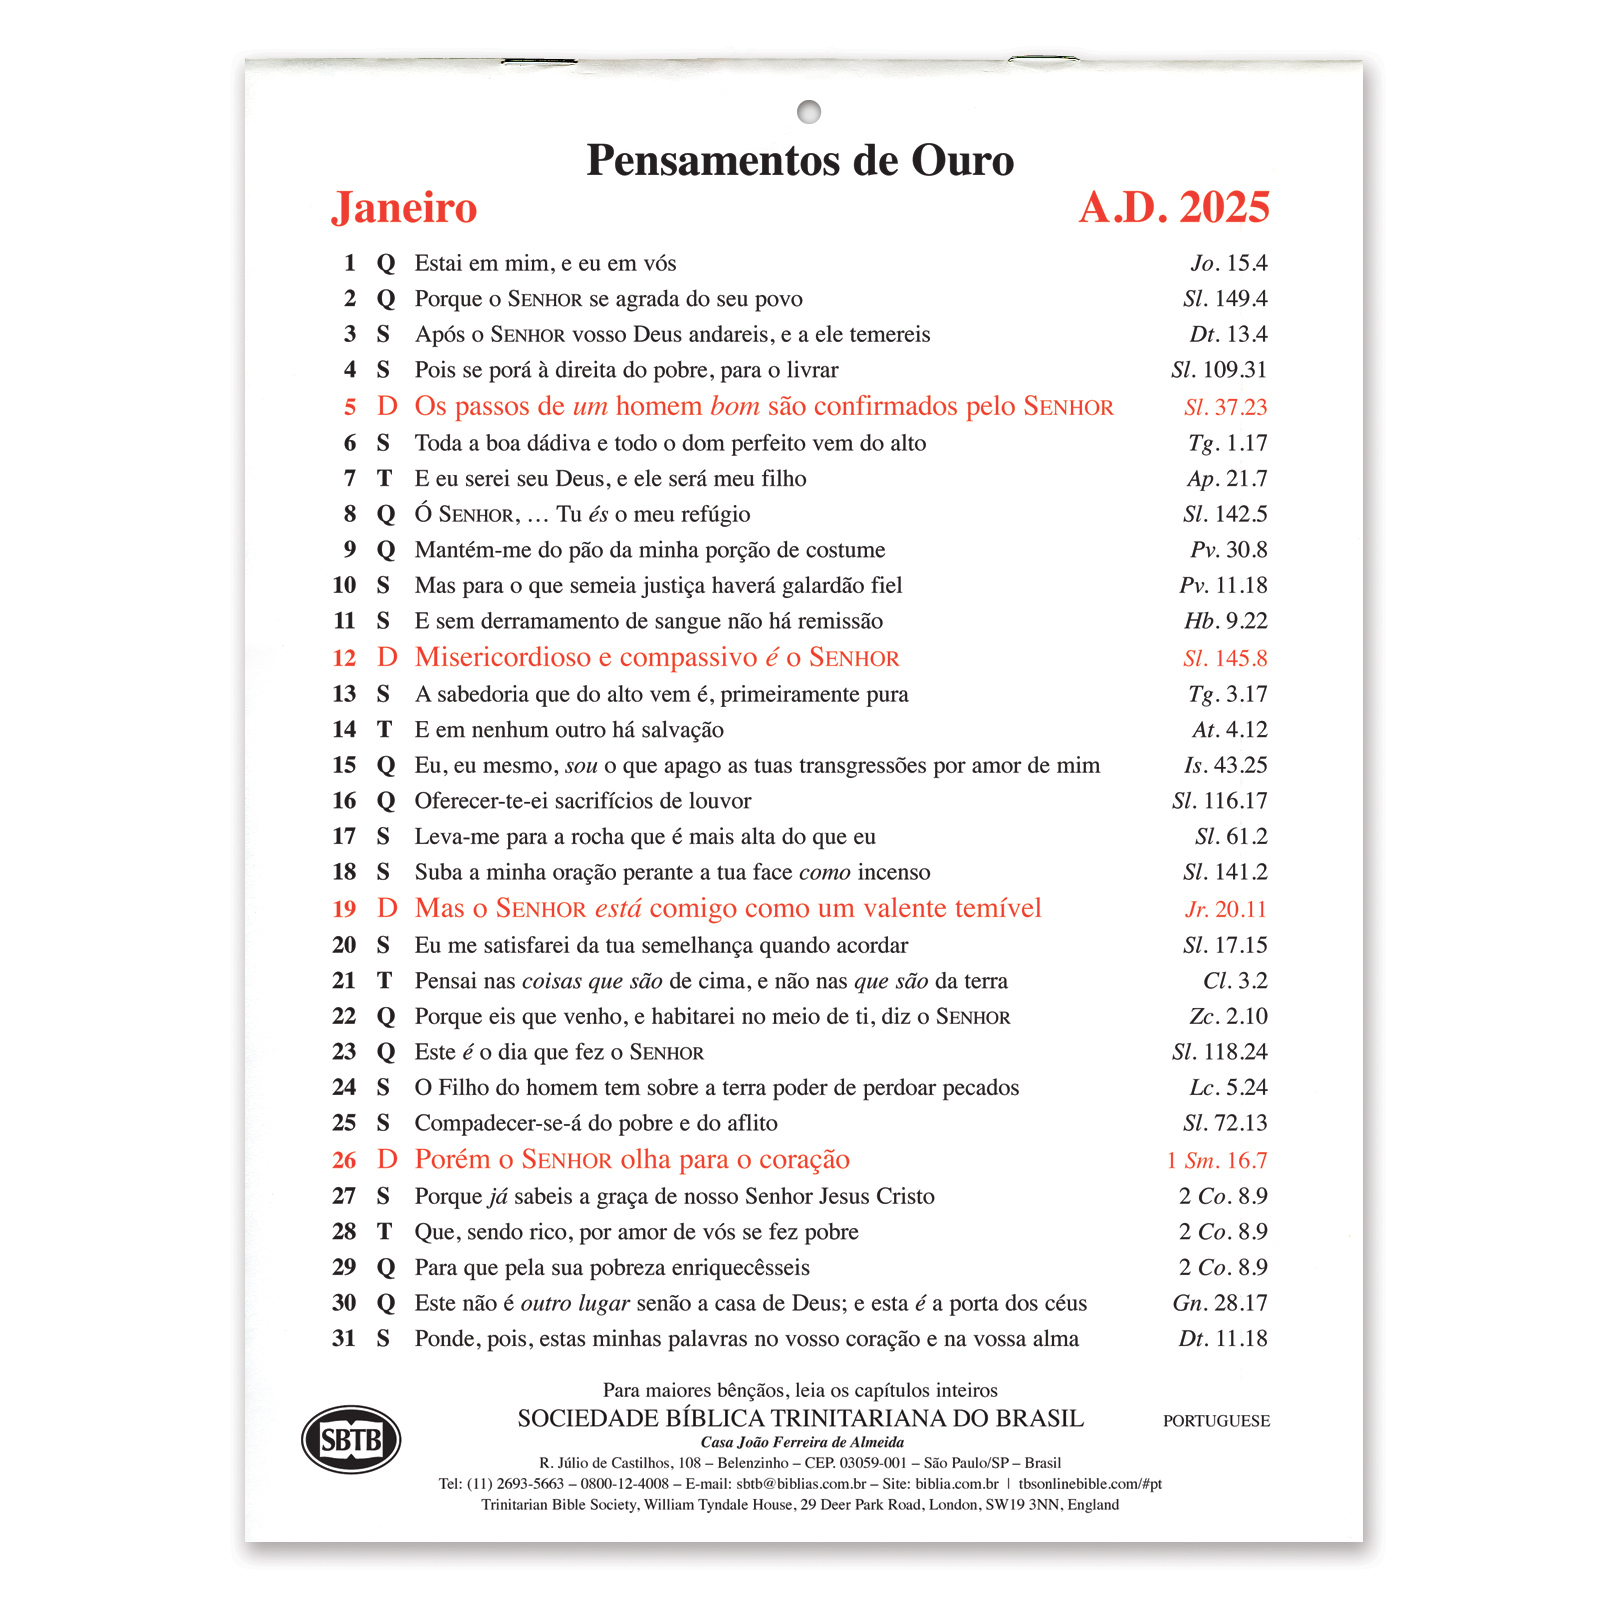 Pensamentos de Ouro
Janeiro A.D. 2025
1 Q Estai em mim, e eu em vós Jo. 15.4
2 Q Porque o SENHOR se agrada do seu povo Sl. 149.4
3 S Após o SENHOR vosso Deus andareis, e a ele temereis Dt. 13.4
4 S Pois se porá à direita do pobre, para o livrar Sl. 109.31
5 D Os passos de um homem bom são confirmados pelo SENHOR Sl. 37.23
6 S Toda a boa dádiva e todo o dom perfeito vem do alto Tg. 1.17
7 T E eu serei seu Deus, e ele será meu filho Ap. 21.7
8 Q Ó SENHOR, … Tu és o meu refúgio Sl. 142.5
9 Q Mantém-me do pão da minha porção de costume Pv. 30.8
10 S Mas para o que semeia justiça haverá galardão fiel Pv. 11.18
11 S E sem derramamento de sangue não há remissão Hb. 9.22
12 D Misericordioso e compassivo é o SENHOR Sl. 145.8
13 S A sabedoria que do alto vem é, primeiramente pura Tg. 3.17
14 T E em nenhum outro há salvação At. 4.12
15 Q Eu, eu mesmo, sou o que apago as tuas transgressões por amor de mim Is. 43.25
16 Q Oferecer-te-ei sacrifícios de louvor Sl. 116.17
17 S Leva-me para a rocha que é mais alta do que eu Sl. 61.2
18 S Suba a minha oração perante a tua face como incenso Sl. 141.2
19 D Mas o SENHOR está comigo como um valente temível Jr. 20.11
20 S Eu me satisfarei da tua semelhança quando acordar Sl. 17.15
21 T Pensai nas coisas que são de cima, e não nas que são da terra Cl. 3.2
22 Q Porque eis que venho, e habitarei no meio de ti, diz o SENHOR Zc. 2.10
23 Q Este é o dia que fez o SENHOR Sl. 118.24
24 S O Filho do homem tem sobre a terra poder de perdoar pecados Lc. 5.24
25 S Compadecer-se-á do pobre e do aflito Sl. 72.13
26 D Porém o SENHOR olha para o coração 1 Sm. 16.7
27 S Porque já sabeis a graça de nosso Senhor Jesus Cristo 2 Co. 8.9
28 T Que, sendo rico, por amor de vós se fez pobre 2 Co. 8.9
29 Q Para que pela sua pobreza enriquecêsseis 2 Co. 8.9
30 Q Este não é outro lugar senão a casa de Deus; e esta é a porta dos céus Gn. 28.17
31 S Ponde, pois, estas minhas palavras no vosso coração e na vossa alma Dt. 11.18
Para maiores bênçãos, leia os capítulos inteiros
SOCIEDADE BÍBLICA TRINITARIANA DO BRASIL PORTUGUESE
SBTB
Casa João Ferreira de Almeida
R. Júlio de Castilhos, 108 – Belenzinho – CEP. 03059-001 – São Paulo/SP – Brasil
Tel: (11) 2693-5663 – 0800-12-4008 – E-mail: sbtb@biblias.com.br – Site: biblia.com.br | tbsonlinebible.com/#pt
Trinitarian Bible Society, William Tyndale House, 29 Deer Park Road, London, SW19 3NN, England